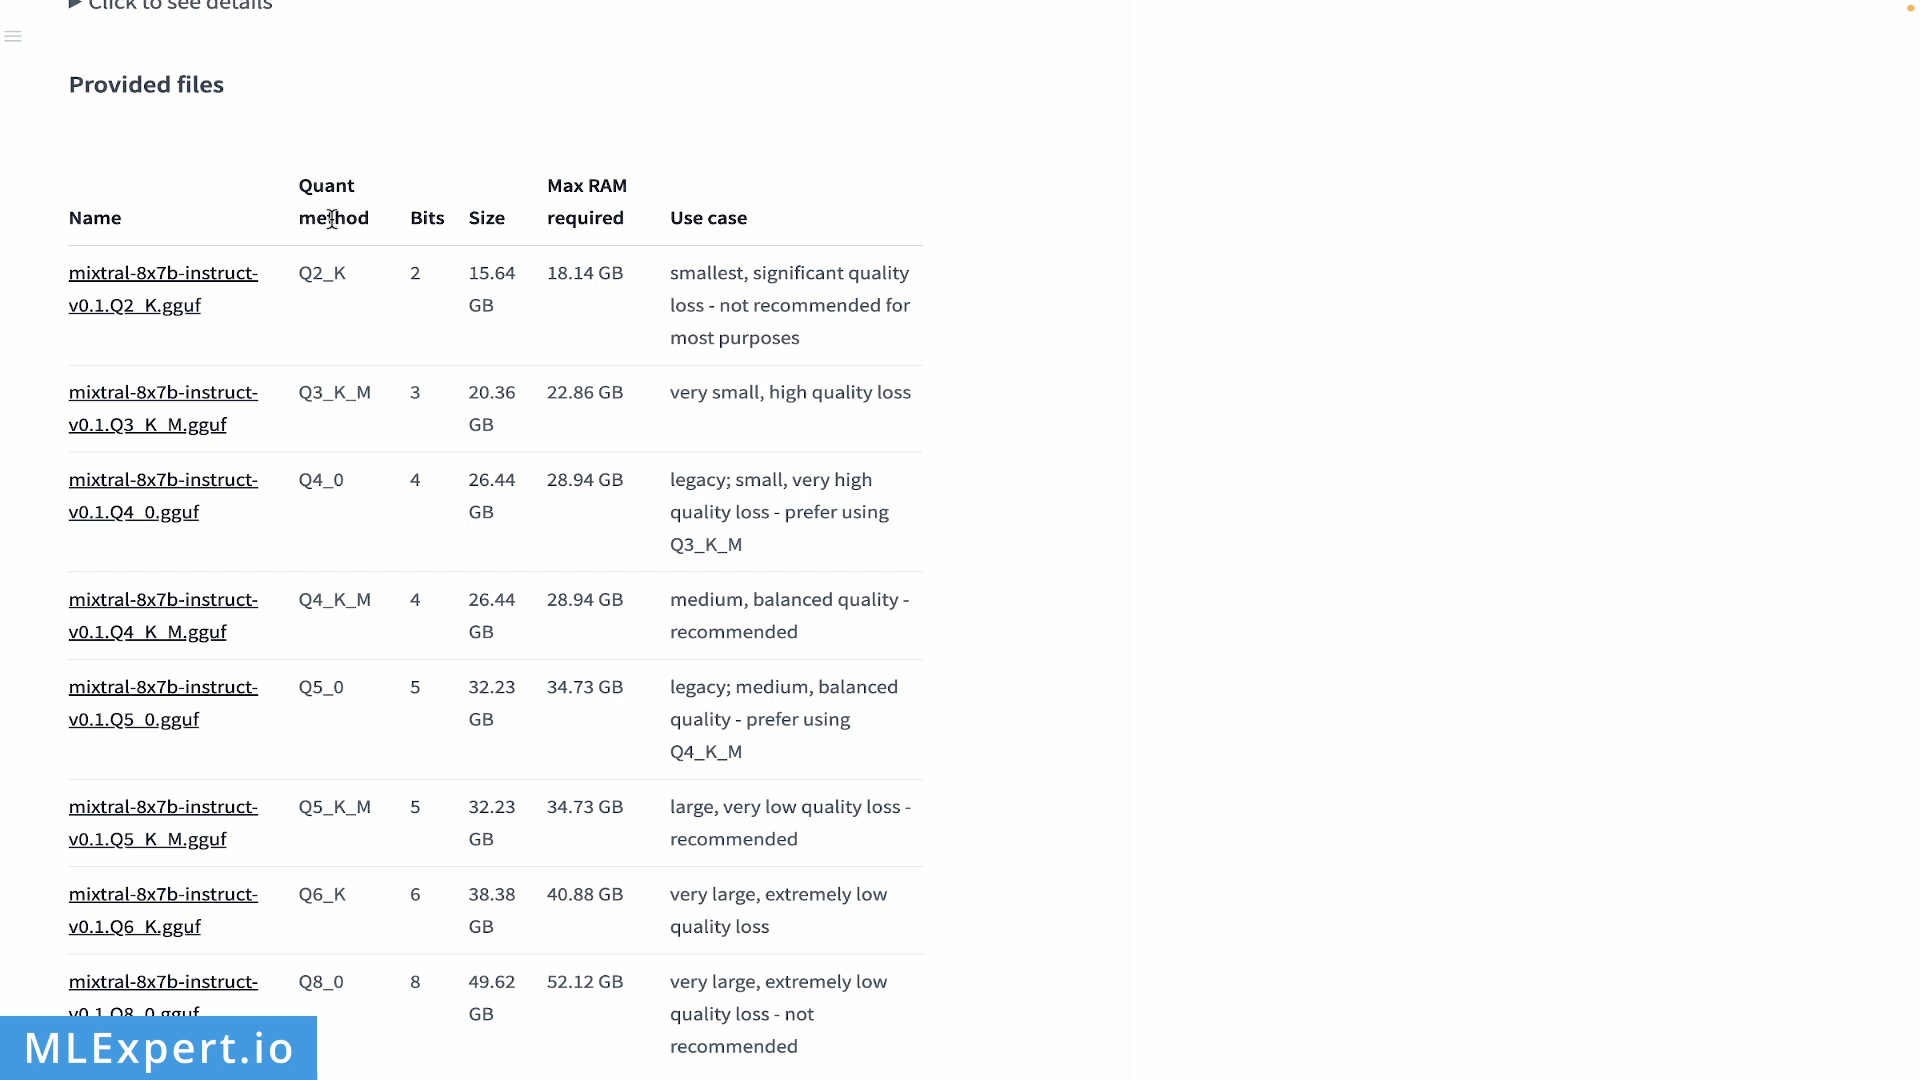 ▶ Click to see details
Provided files
Quant Max RAM
Name method Bits Size required Use case
mixtral-8x7b-instruct- Q2_K 2 15.64 18.14 GB smallest, significant quality
v0.1.Q2_K.gguf GB loss - not recommended for
most purposes
mixtral-8x7b-instruct- Q3_K_M 3 20.36 22.86 GB very small, high quality loss
v0.1.Q3_K_M.gguf GB
mixtral-8x7b-instruct- Q4_0 4 26.44 28.94 GB legacy; small, very high
v0.1.Q4_0.gguf GB quality loss - prefer using
Q3_K_M
mixtral-8x7b-instruct- Q4_K_M 4 26.44 28.94 GB medium, balanced quality -
v0.1.Q4_K_M.gguf GB recommended
mixtral-8x7b-instruct- Q5_0 5 32.23 34.73 GB legacy; medium, balanced
v0.1.Q5_0.gguf GB quality - prefer using
Q4_K_M
mixtral-8x7b-instruct- Q5_K_M 5 32.23 34.73 GB large, very low quality loss -
v0.1.Q5_K_M.gguf GB recommended
mixtral-8x7b-instruct- Q6_K 6 38.38 40.88 GB very large, extremely low
v0.1.Q6_K.gguf GB quality loss
mixtral-8x7b-instruct- Q8_0 8 49.62 52.12 GB very large, extremely low
v0.1.Q8_0.gguf GB quality loss - not
recommended
MLExpert.io